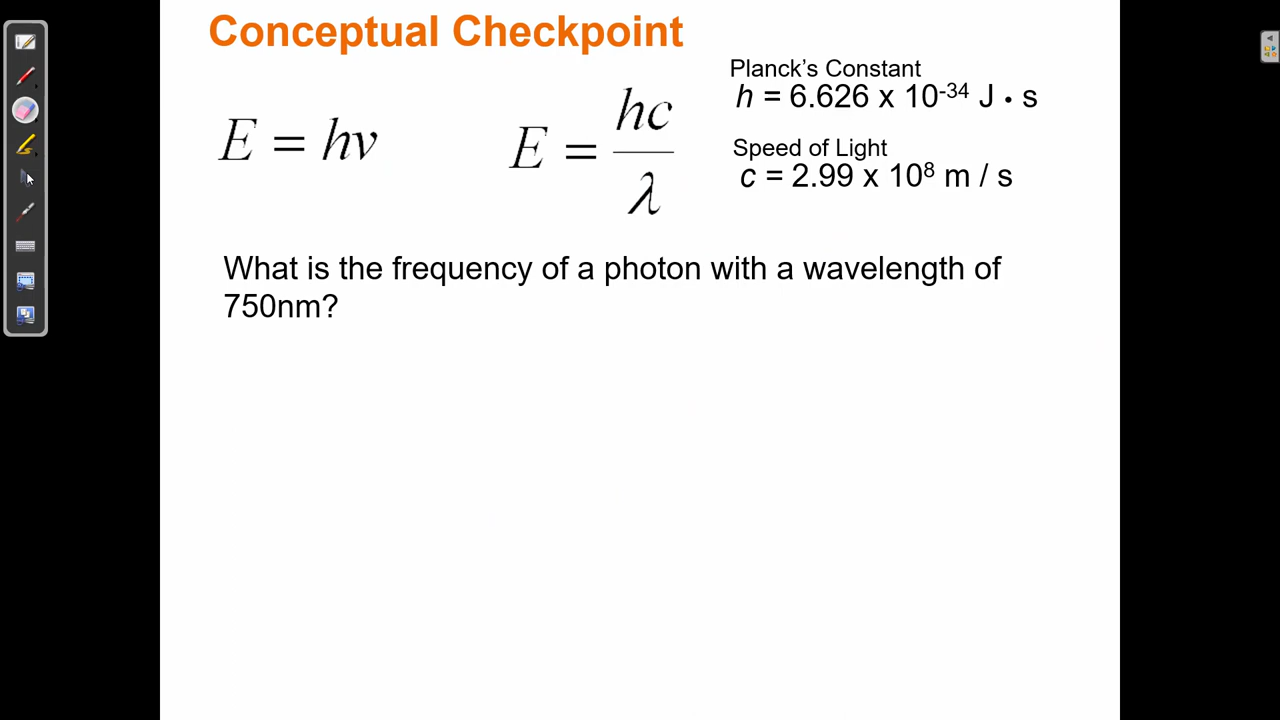 Conceptual Checkpoint
Planck’s Constant
h = 6.626 x 10⁻³⁴ J • s
E = hν
E = hc / λ
Speed of Light
c = 2.99 x 10⁸ m / s
What is the frequency of a photon with a wavelength of
750nm?